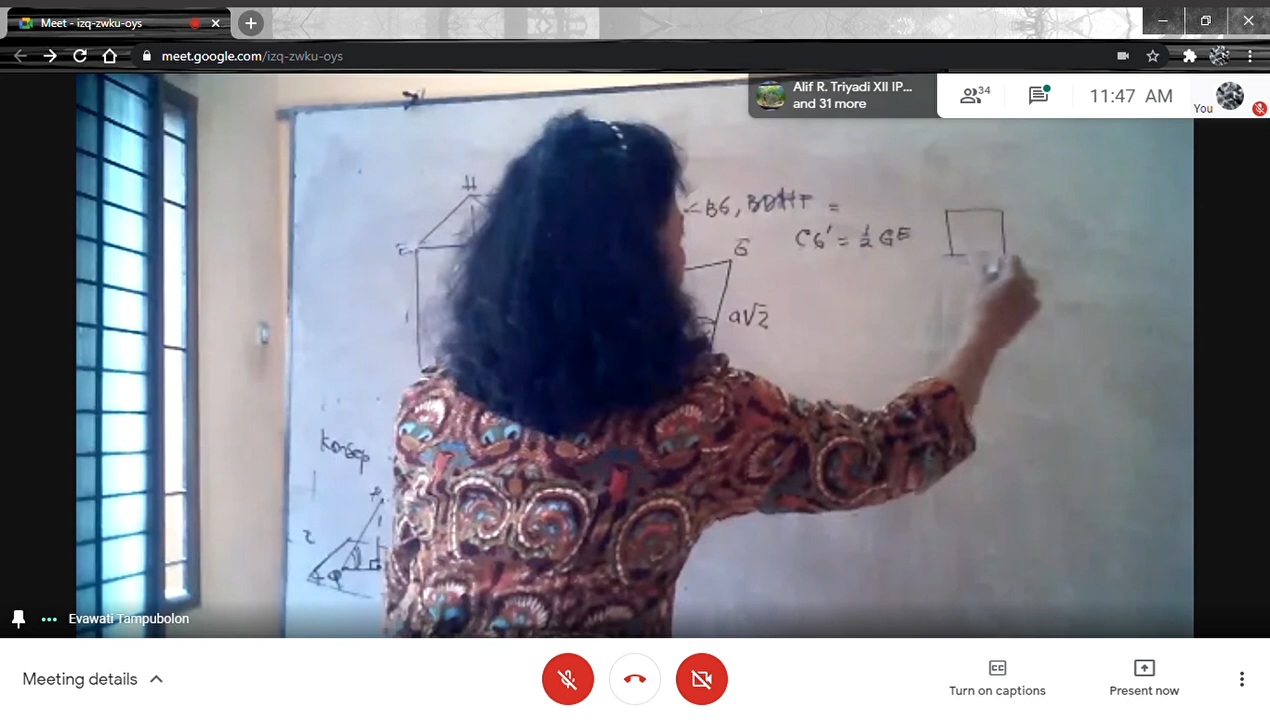 Meet - izq-zwku-oys
meet.google.com/izq-zwku-oys
Alif R. Triyadi XII IP...
and 31 more
34
11:47 AM
You
H
E
<BG, BDHF =
CG' = ½ GE
G
a√2
Konsep
Evawati Tampubolon
Meeting details
Turn on captions
Present now